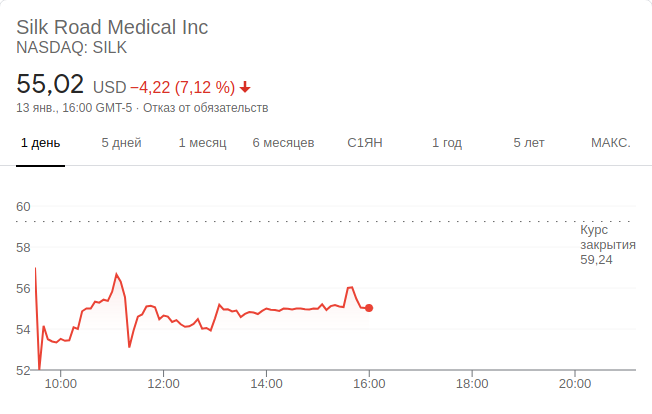 Silk Road Medical Inc
NASDAQ: SILK
55,02 USD −4,22 (7,12 %)
13 янв., 16:00 GMT-5 · Отказ от обязательств
1 день 5 дней 1 месяц 6 месяцев С1ЯН 1 год 5 лет МАКС.
60
Курс
58 закрытия
59,24
56
54
52
10:00 12:00 14:00 16:00 18:00 20:00